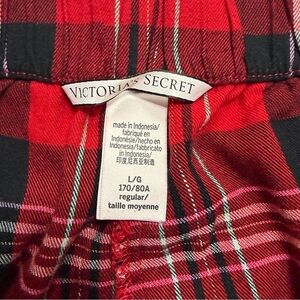 VICTORIA'S SECRET
made in Indonesia/
fabriqué en
Indonésie/hecho en
Indonesia/fabbricato
in Indonesia/
印度尼西亚制造
L/G
170/80A
regular/
taille moyenne